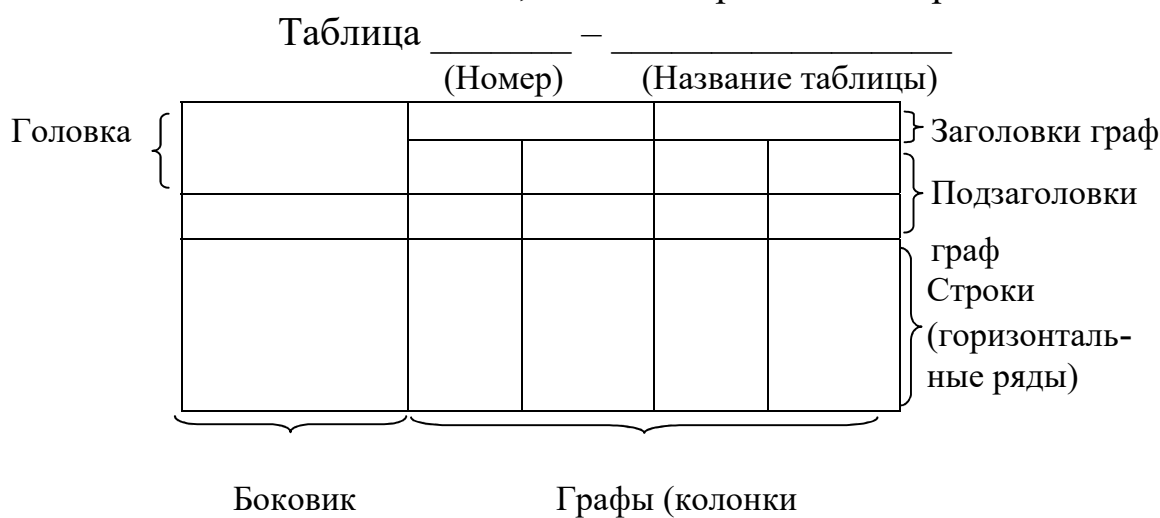 Таблица _______ – _________________
(Номер) (Название таблицы)
Головка
Заголовки граф
Подзаголовки
граф
Строки
(горизонталь-
ные ряды)
Боковик Графы (колонки